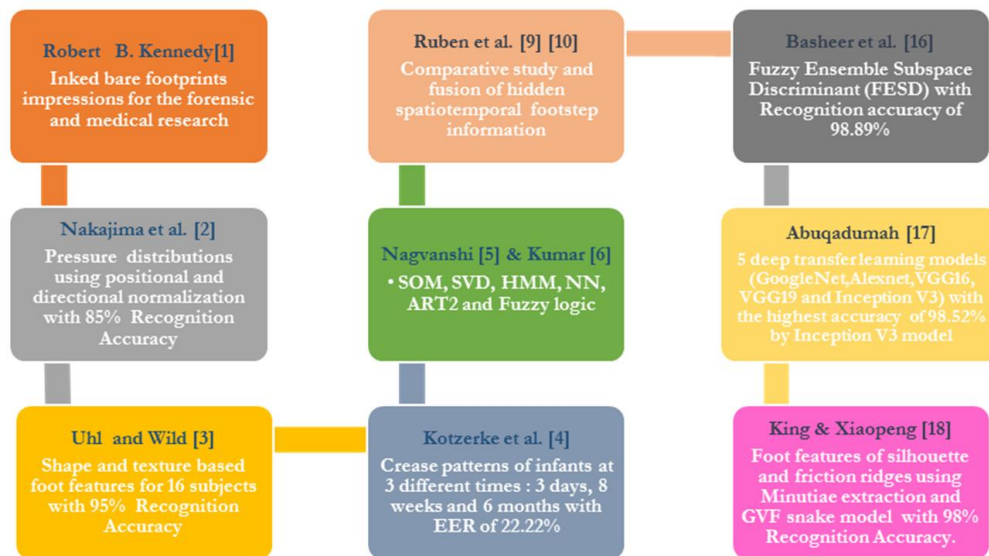 Robert B. Kennedy[1]
Inked bare footprints
impressions for the forensic
and medical research
Nakajima et al. [2]
Pressure distributions
using positional and
directional normalization
with 85% Recognition
Accuracy
Uhl and Wild [3]
Shape and texture based
foot features for 16 subjects
with 95% Recognition
Accuracy
Kotzerke et al. [4]
Crease patterns of infants at
3 different times : 3 days, 8
weeks and 6 months with
EER of 22.22%
Nagvanshi [5] & Kumar [6]
• SOM, SVD, HMM, NN,
ART2 and Fuzzy logic
Ruben et al. [9] [10]
Comparative study and
fusion of hidden
spatiotemporal footstep
information
Basheer et al. [16]
Fuzzy Ensemble Subspace
Discriminant (FESD) with
Recognition accuracy of
98.89%
Abuqadumah [17]
5 deep transfer learning models
(GoogleNet,Alexnet,VGG16,
VGG19 and Inception V3) with
the highest accuracy of 98.52%
by Inception V3 model
King & Xiaopeng [18]
Foot features of silhouette
and friction ridges using
Minutiae extraction and
GVF snake model with 98%
Recognition Accuracy.